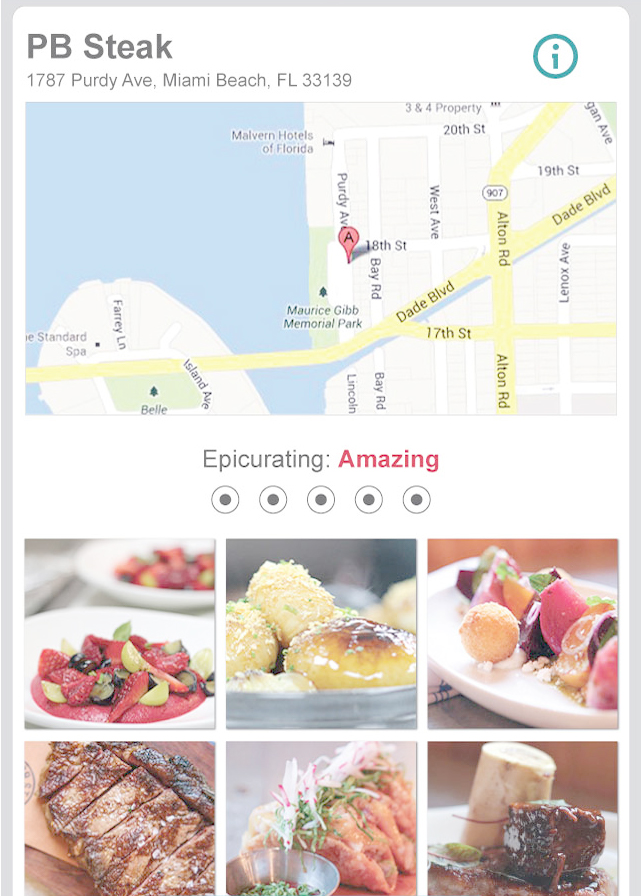 PB Steak
1787 Purdy Ave, Miami Beach, FL 33139
3 & 4 Property
20th St
gan Ave
Malvern Hotels
of Florida
19th St
Purdy Av
West Ave
907
Dade Blvd
A
18th St
Alton Rd
Bay Rd
Lenox Ave
Maurice Gibb
Memorial Park
Dade Blvd
17th St
Farrey Ln
e Standard
Spa
Island Ave
Lincoln
Bay Rd
Alton Rd
Belle
Epicurating: Amazing